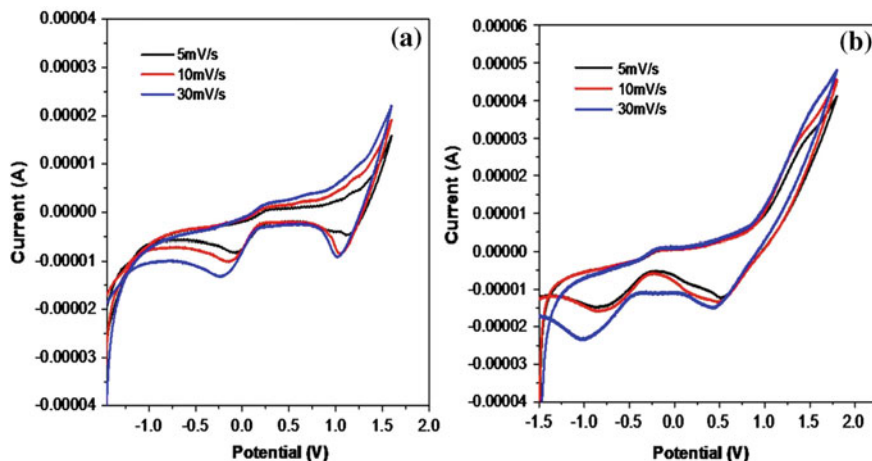 (a)
5mV/s
10mV/s
30mV/s
0.00004
0.00003
0.00002
0.00001
0.00000
-0.00001
-0.00002
-0.00003
-0.00004
-1.0 -0.5 0.0 0.5 1.0 1.5 2.0
Current (A)
Potential (V)
(b)
5mV/s
10mV/s
30mV/s
0.00006
0.00005
0.00004
0.00003
0.00002
0.00001
0.00000
-0.00001
-0.00002
-0.00003
-0.00004
-1.5 -1.0 -0.5 0.0 0.5 1.0 1.5 2.0
Current (A)
Potential (V)